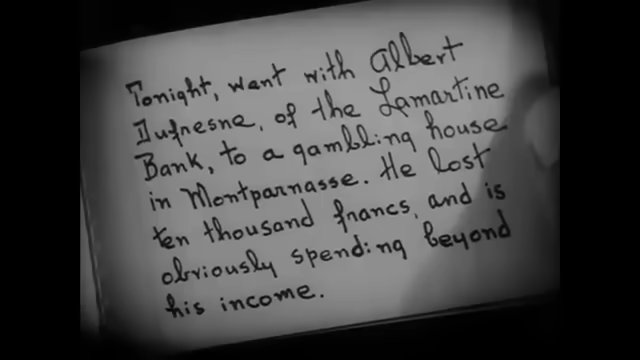 Tonight, went with Albert
Dufresne, of the Lamartine
Bank, to a gambling house
in Montparnasse. He lost
ten thousand francs, and is
obviously spending beyond
his income.